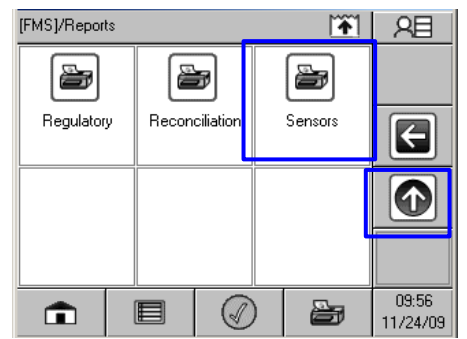 [FMS]/Reports
Regulatory
Reconciliation
Sensors
09:56
11/24/09